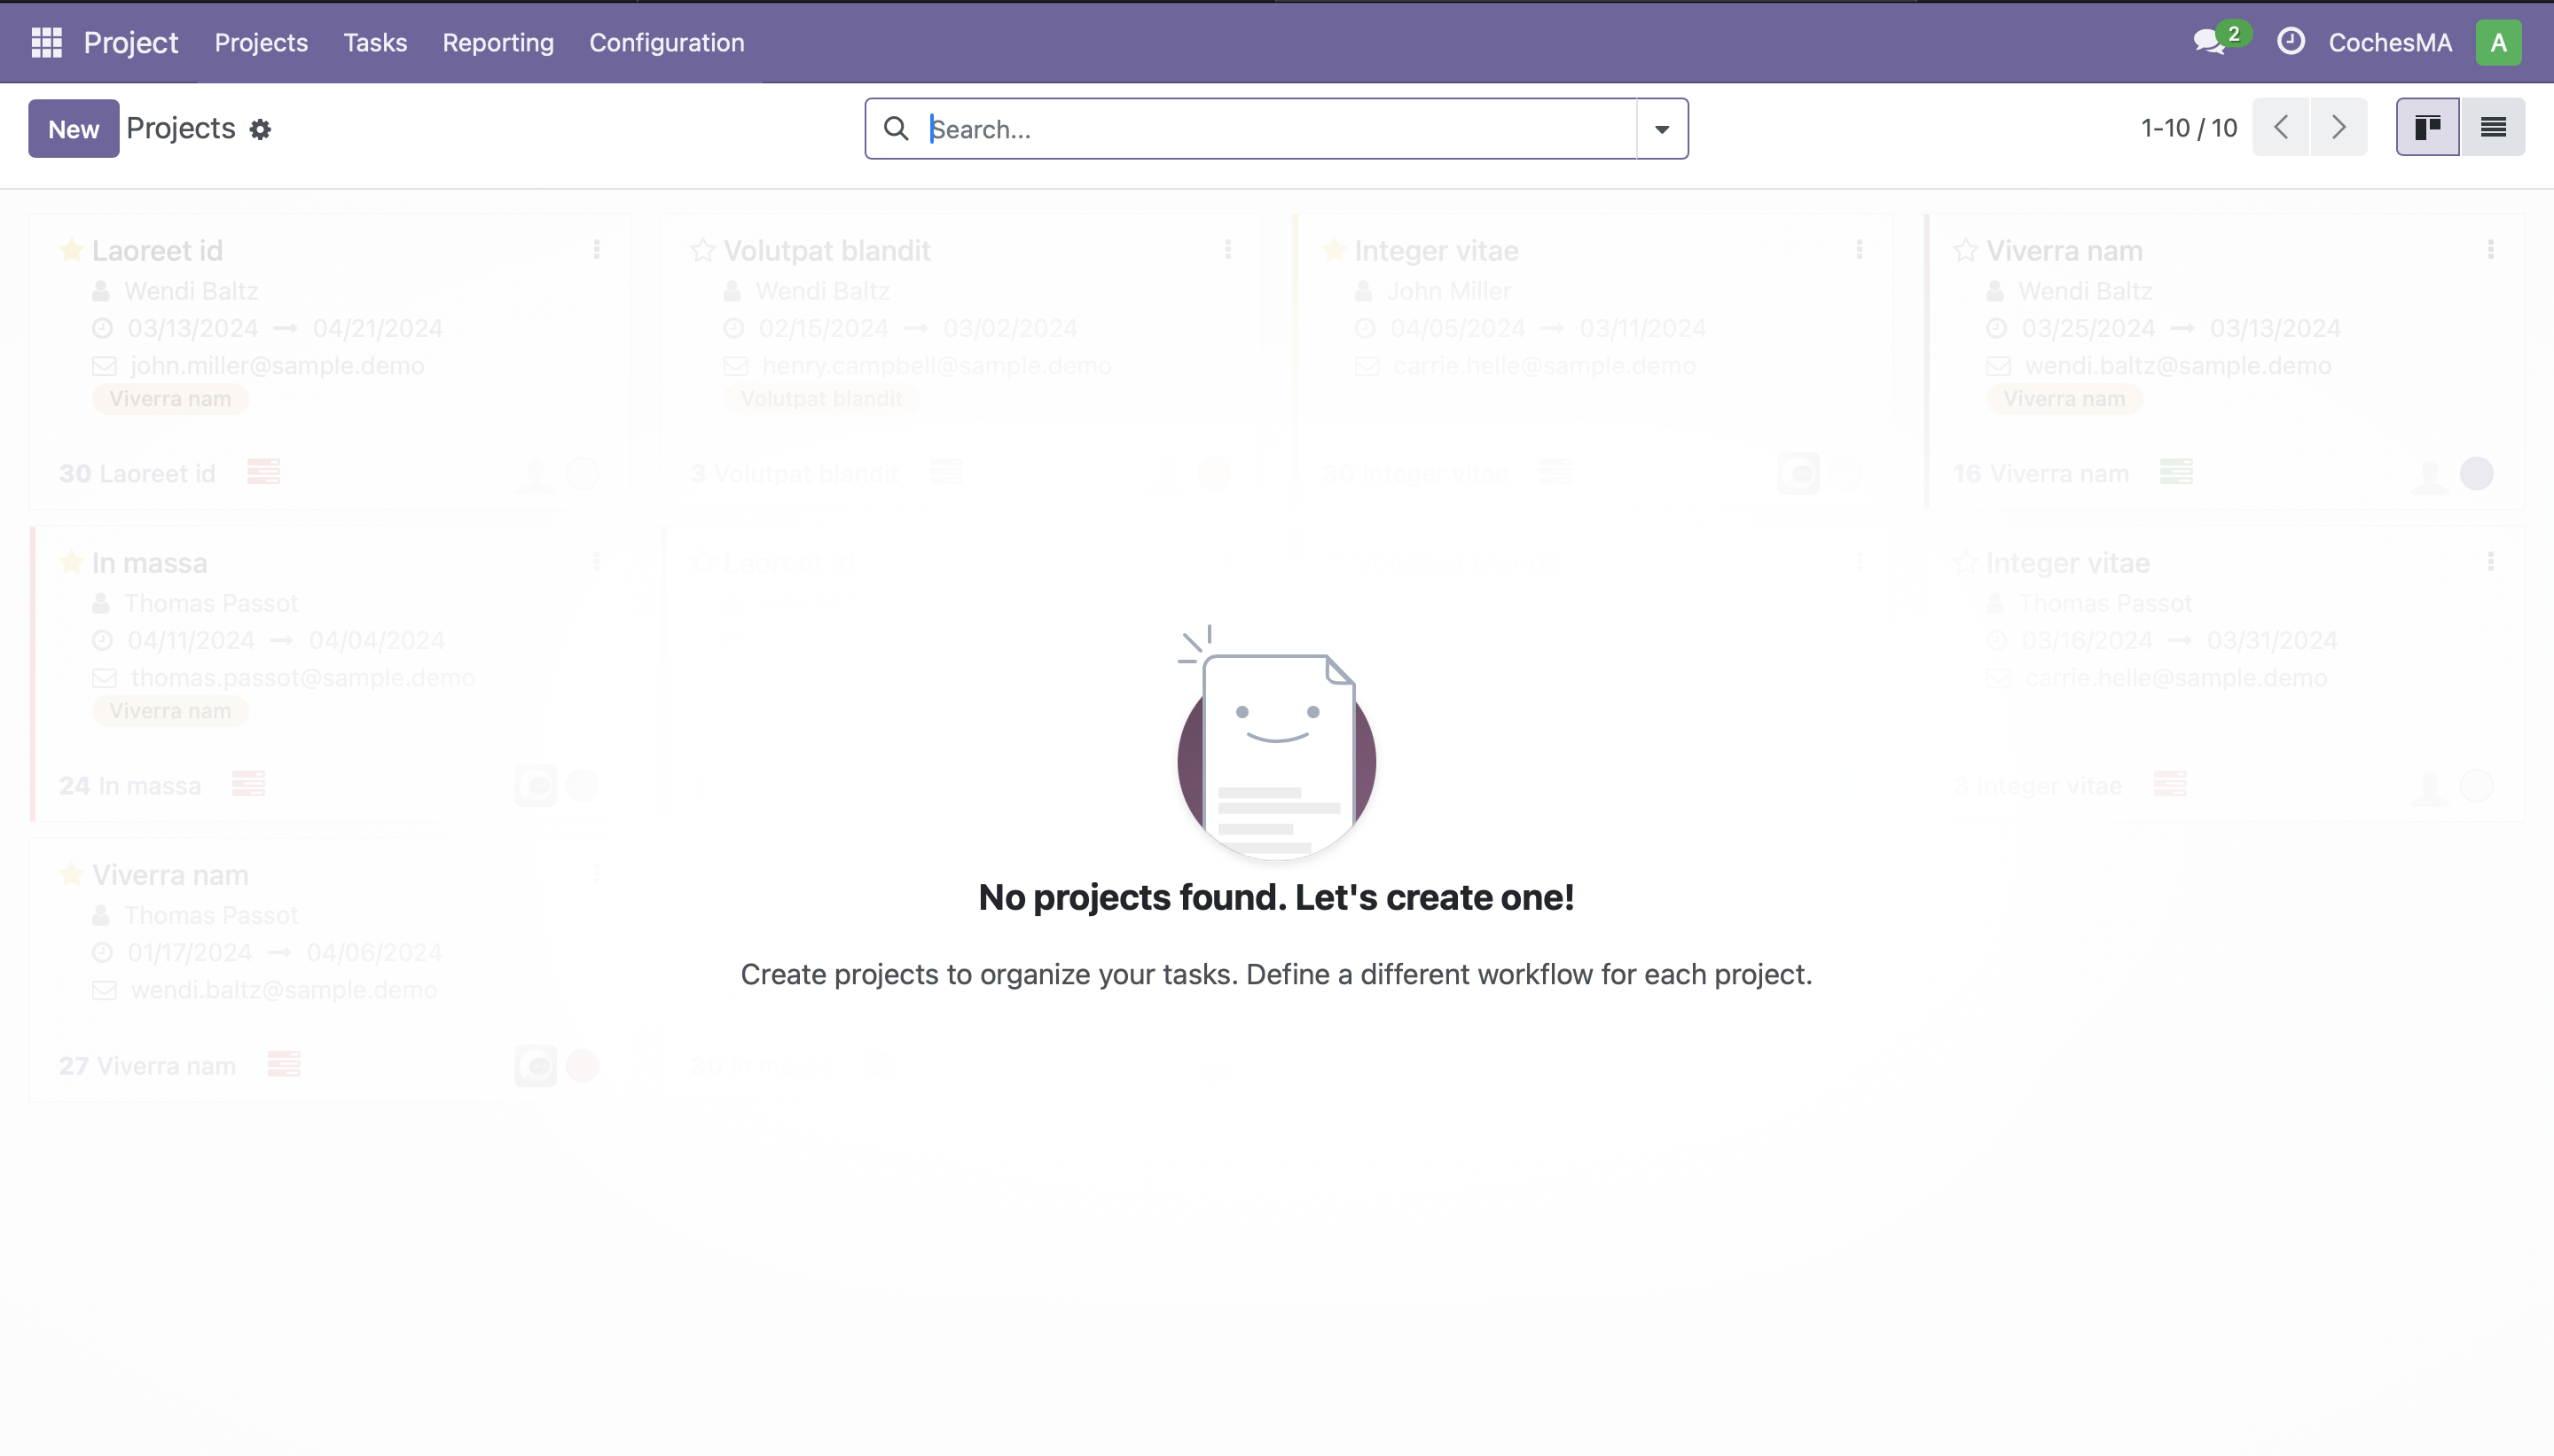 Project Projects Tasks Reporting Configuration 2 CochesMA A
New Projects Search... 1-10 / 10
Laoreet id
Wendi Baltz
03/13/2024 → 04/21/2024
john.miller@sample.demo
Viverra nam
30 Laoreet id
Volutpat blandit
Wendi Baltz
02/15/2024 → 03/02/2024
henry.campbell@sample.demo
Volutpat blandit
3 Volutpat blandit
Integer vitae
John Miller
04/05/2024 → 03/11/2024
carrie.helle@sample.demo
30 Integer vitae
Viverra nam
Wendi Baltz
03/25/2024 → 03/13/2024
wendi.baltz@sample.demo
Viverra nam
16 Viverra nam
In massa
Thomas Passot
04/11/2024 → 04/04/2024
thomas.passot@sample.demo
Viverra nam
24 In massa
Laoreet id
Integer vitae
Thomas Passot
03/16/2024 → 03/31/2024
carrie.helle@sample.demo
3 Integer vitae
Viverra nam
Thomas Passot
01/17/2024 → 04/06/2024
wendi.baltz@sample.demo
27 Viverra nam
30 In
No projects found. Let's create one!
Create projects to organize your tasks. Define a different workflow for each project.